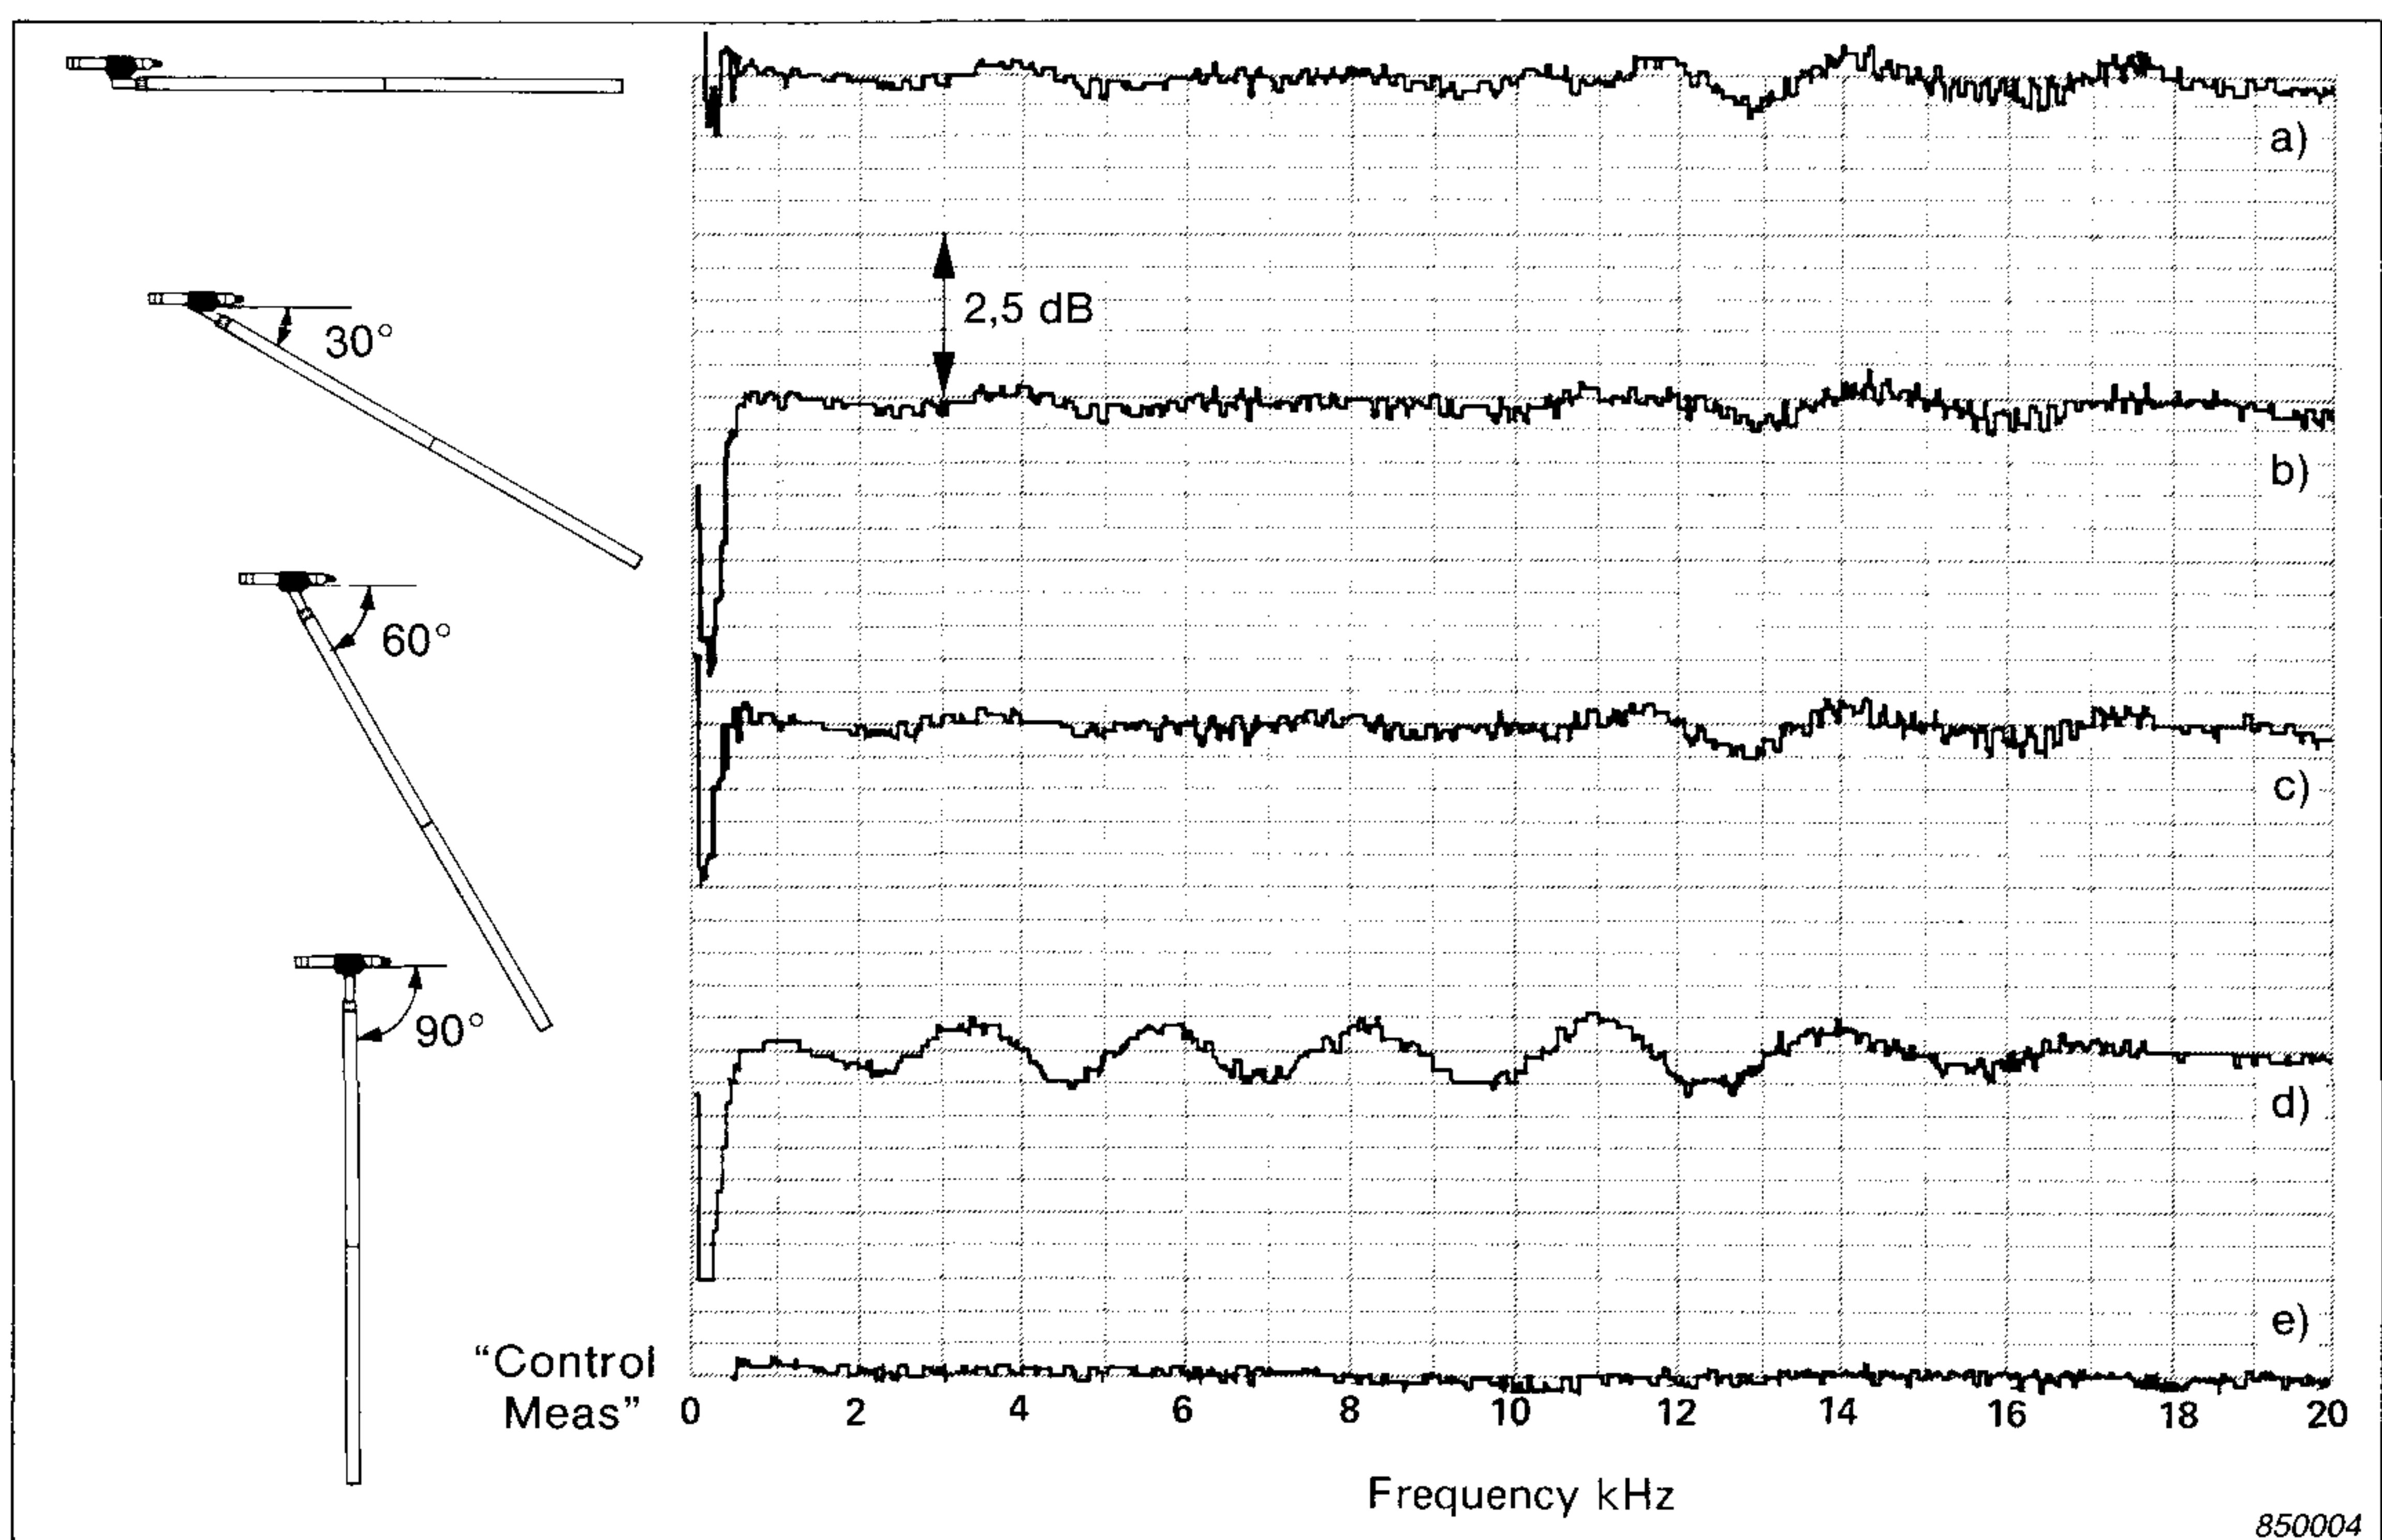 a)
2,5 dB
30°
b)
60°
c)
90°
d)
e)
“Control
Meas”
0 2 4 6 8 10 12 14 16 18 20
Frequency kHz
850004